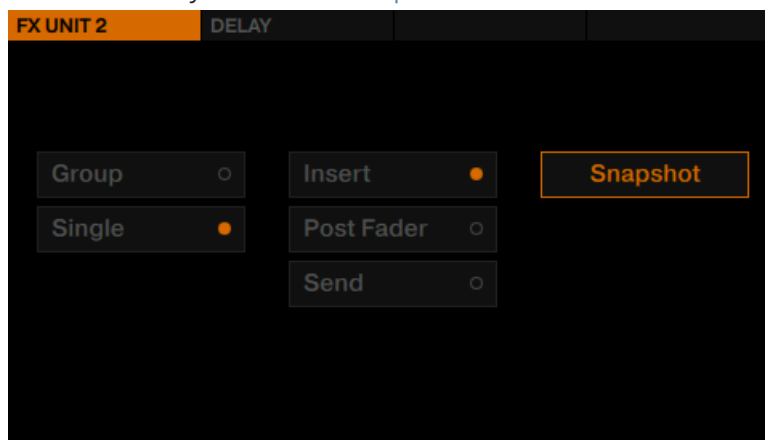 FX UNIT 2 DELAY
Group Insert Snapshot
Single Post Fader
Send